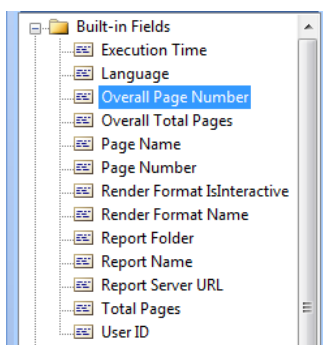 Built-in Fields
Execution Time
Language
Overall Page Number
Overall Total Pages
Page Name
Page Number
Render Format IsInteractive
Render Format Name
Report Folder
Report Name
Report Server URL
Total Pages
User ID